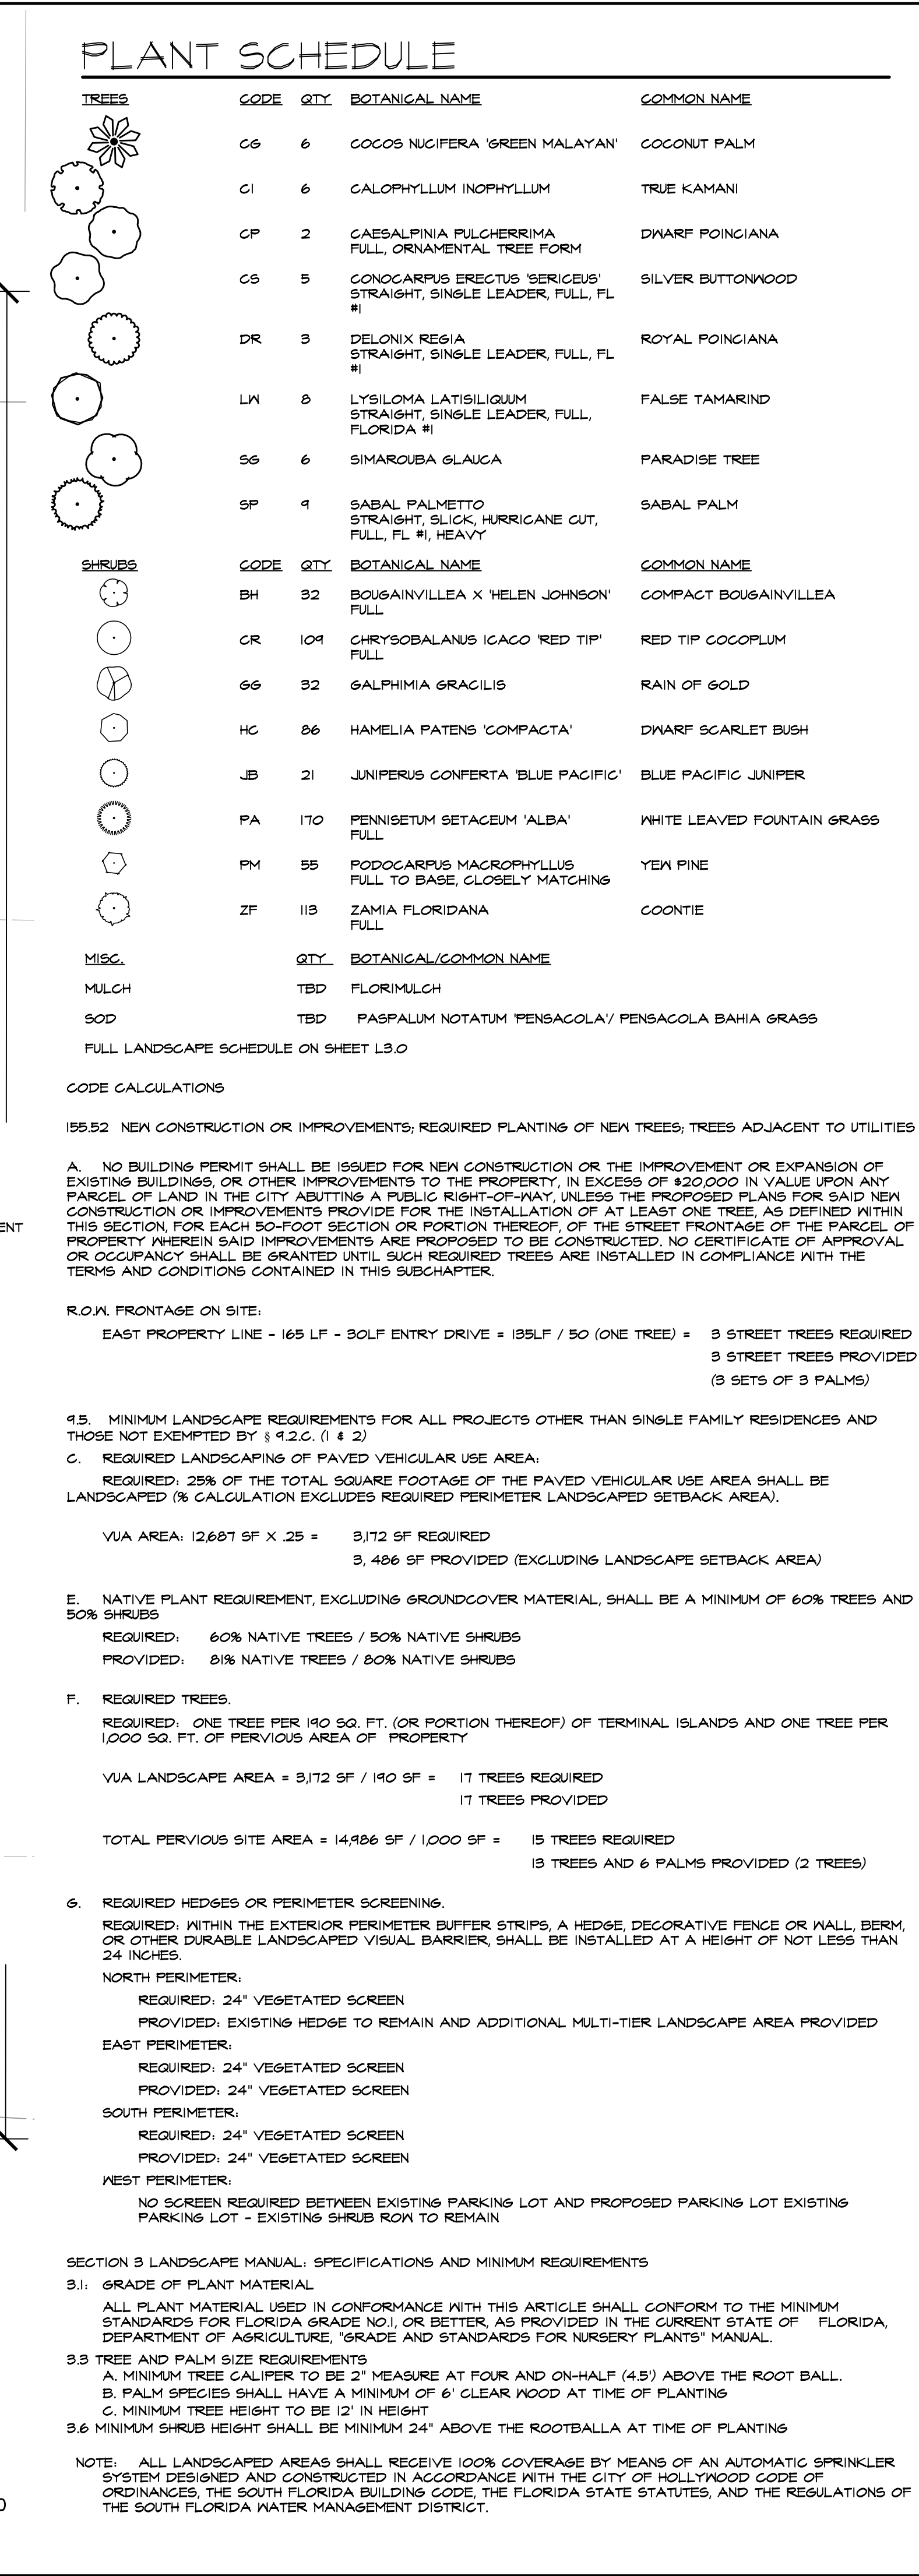 PLANT SCHEDULE
TREES CODE QTY BOTANICAL NAME COMMON NAME
CG 6 COCOS NUCIFERA 'GREEN MALAYAN' COCONUT PALM
CI 6 CALOPHYLLUM INOPHYLLUM TRUE KAMANI
CP 2 CAESALPINIA PULCHERRIMA DWARF POINCIANA
FULL, ORNAMENTAL TREE FORM
CS 5 CONOCARPUS ERECTUS 'SERICEUS' SILVER BUTTONWOOD
STRAIGHT, SINGLE LEADER, FULL, FL
#1
DR 3 DELONIX REGIA ROYAL POINCIANA
STRAIGHT, SINGLE LEADER, FULL, FL
#1
LW 8 LYSILOMA LATISILIQUUM FALSE TAMARIND
STRAIGHT, SINGLE LEADER, FULL,
FLORIDA #1
SG 6 SIMAROUBA GLAUCA PARADISE TREE
SP 9 SABAL PALMETTO SABAL PALM
STRAIGHT, SLICK, HURRICANE CUT,
FULL, FL #1, HEAVY
SHRUBS CODE QTY BOTANICAL NAME COMMON NAME
BH 32 BOUGAINVILLEA X 'HELEN JOHNSON' COMPACT BOUGAINVILLEA
FULL
CR 109 CHRYSOBALANUS ICACO 'RED TIP' RED TIP COCOPLUM
FULL
GG 32 GALPHIMIA GRACILIS RAIN OF GOLD
HC 86 HAMELIA PATENS 'COMPACTA' DWARF SCARLET BUSH
JB 21 JUNIPERUS CONFERTA 'BLUE PACIFIC' BLUE PACIFIC JUNIPER
PA 170 PENNISETUM SETACEUM 'ALBA' WHITE LEAVED FOUNTAIN GRASS
FULL
PM 55 PODOCARPUS MACROPHYLLUS YEW PINE
FULL TO BASE, CLOSELY MATCHING
ZF 113 ZAMIA FLORIDANA COONTIE
FULL
MISC. QTY BOTANICAL/COMMON NAME
MULCH TBD FLORIMULCH
SOD TBD PASPALUM NOTATUM 'PENSACOLA'/ PENSACOLA BAHIA GRASS
FULL LANDSCAPE SCHEDULE ON SHEET L3.0
CODE CALCULATIONS
155.52 NEW CONSTRUCTION OR IMPROVEMENTS; REQUIRED PLANTING OF NEW TREES; TREES ADJACENT TO UTILITIES
A. NO BUILDING PERMIT SHALL BE ISSUED FOR NEW CONSTRUCTION OR THE IMPROVEMENT OR EXPANSION OF
EXISTING BUILDINGS, OR OTHER IMPROVEMENTS TO THE PROPERTY, IN EXCESS OF $20,000 IN VALUE UPON ANY
PARCEL OF LAND IN THE CITY ABUTTING A PUBLIC RIGHT-OF-WAY, UNLESS THE PROPOSED PLANS FOR SAID NEW
CONSTRUCTION OR IMPROVEMENTS PROVIDE FOR THE INSTALLATION OF AT LEAST ONE TREE, AS DEFINED WITHIN
THIS SECTION, FOR EACH 50-FOOT SECTION OR PORTION THEREOF, OF THE STREET FRONTAGE OF THE PARCEL OF
PROPERTY WHEREIN SAID IMPROVEMENTS ARE PROPOSED TO BE CONSTRUCTED. NO CERTIFICATE OF APPROVAL
OR OCCUPANCY SHALL BE GRANTED UNTIL SUCH REQUIRED TREES ARE INSTALLED IN COMPLIANCE WITH THE
TERMS AND CONDITIONS CONTAINED IN THIS SUBCHAPTER.
ENT
R.O.W. FRONTAGE ON SITE:
EAST PROPERTY LINE - 165 LF - 30LF ENTRY DRIVE = 135LF / 50 (ONE TREE) = 3 STREET TREES REQUIRED
3 STREET TREES PROVIDED
(3 SETS OF 3 PALMS)
9.5. MINIMUM LANDSCAPE REQUIREMENTS FOR ALL PROJECTS OTHER THAN SINGLE FAMILY RESIDENCES AND
THOSE NOT EXEMPTED BY § 9.2.C. (1 & 2)
C. REQUIRED LANDSCAPING OF PAVED VEHICULAR USE AREA:
REQUIRED: 25% OF THE TOTAL SQUARE FOOTAGE OF THE PAVED VEHICULAR USE AREA SHALL BE
LANDSCAPED (% CALCULATION EXCLUDES REQUIRED PERIMETER LANDSCAPED SETBACK AREA).
VUA AREA: 12,687 SF X .25 = 3,172 SF REQUIRED
3, 486 SF PROVIDED (EXCLUDING LANDSCAPE SETBACK AREA)
E. NATIVE PLANT REQUIREMENT, EXCLUDING GROUNDCOVER MATERIAL, SHALL BE A MINIMUM OF 60% TREES AND
50% SHRUBS
REQUIRED: 60% NATIVE TREES / 50% NATIVE SHRUBS
PROVIDED: 81% NATIVE TREES / 80% NATIVE SHRUBS
F. REQUIRED TREES.
REQUIRED: ONE TREE PER 190 SQ. FT. (OR PORTION THEREOF) OF TERMINAL ISLANDS AND ONE TREE PER
1,000 SQ. FT. OF PERVIOUS AREA OF PROPERTY
VUA LANDSCAPE AREA = 3,172 SF / 190 SF = 17 TREES REQUIRED
17 TREES PROVIDED
TOTAL PERVIOUS SITE AREA = 14,986 SF / 1,000 SF = 15 TREES REQUIRED
13 TREES AND 6 PALMS PROVIDED (2 TREES)
G. REQUIRED HEDGES OR PERIMETER SCREENING.
REQUIRED: WITHIN THE EXTERIOR PERIMETER BUFFER STRIPS, A HEDGE, DECORATIVE FENCE OR WALL, BERM,
OR OTHER DURABLE LANDSCAPED VISUAL BARRIER, SHALL BE INSTALLED AT A HEIGHT OF NOT LESS THAN
24 INCHES.
NORTH PERIMETER:
REQUIRED: 24" VEGETATED SCREEN
PROVIDED: EXISTING HEDGE TO REMAIN AND ADDITIONAL MULTI-TIER LANDSCAPE AREA PROVIDED
EAST PERIMETER:
REQUIRED: 24" VEGETATED SCREEN
PROVIDED: 24" VEGETATED SCREEN
SOUTH PERIMETER:
REQUIRED: 24" VEGETATED SCREEN
PROVIDED: 24" VEGETATED SCREEN
WEST PERIMETER:
NO SCREEN REQUIRED BETWEEN EXISTING PARKING LOT AND PROPOSED PARKING LOT EXISTING
PARKING LOT - EXISTING SHRUB ROW TO REMAIN
SECTION 3 LANDSCAPE MANUAL: SPECIFICATIONS AND MINIMUM REQUIREMENTS
3.1: GRADE OF PLANT MATERIAL
ALL PLANT MATERIAL USED IN CONFORMANCE WITH THIS ARTICLE SHALL CONFORM TO THE MINIMUM
STANDARDS FOR FLORIDA GRADE NO.1, OR BETTER, AS PROVIDED IN THE CURRENT STATE OF FLORIDA,
DEPARTMENT OF AGRICULTURE, "GRADE AND STANDARDS FOR NURSERY PLANTS" MANUAL.
3.3 TREE AND PALM SIZE REQUIREMENTS
A. MINIMUM TREE CALIPER TO BE 2" MEASURE AT FOUR AND ON-HALF (4.5') ABOVE THE ROOT BALL.
B. PALM SPECIES SHALL HAVE A MINIMUM OF 6' CLEAR WOOD AT TIME OF PLANTING
C. MINIMUM TREE HEIGHT TO BE 12' IN HEIGHT
3.6 MINIMUM SHRUB HEIGHT SHALL BE MINIMUM 24" ABOVE THE ROOTBALLA AT TIME OF PLANTING
NOTE: ALL LANDSCAPED AREAS SHALL RECEIVE 100% COVERAGE BY MEANS OF AN AUTOMATIC SPRINKLER
SYSTEM DESIGNED AND CONSTRUCTED IN ACCORDANCE WITH THE CITY OF HOLLYWOOD CODE OF
ORDINANCES, THE SOUTH FLORIDA BUILDING CODE, THE FLORIDA STATE STATUTES, AND THE REGULATIONS OF
THE SOUTH FLORIDA WATER MANAGEMENT DISTRICT.
0